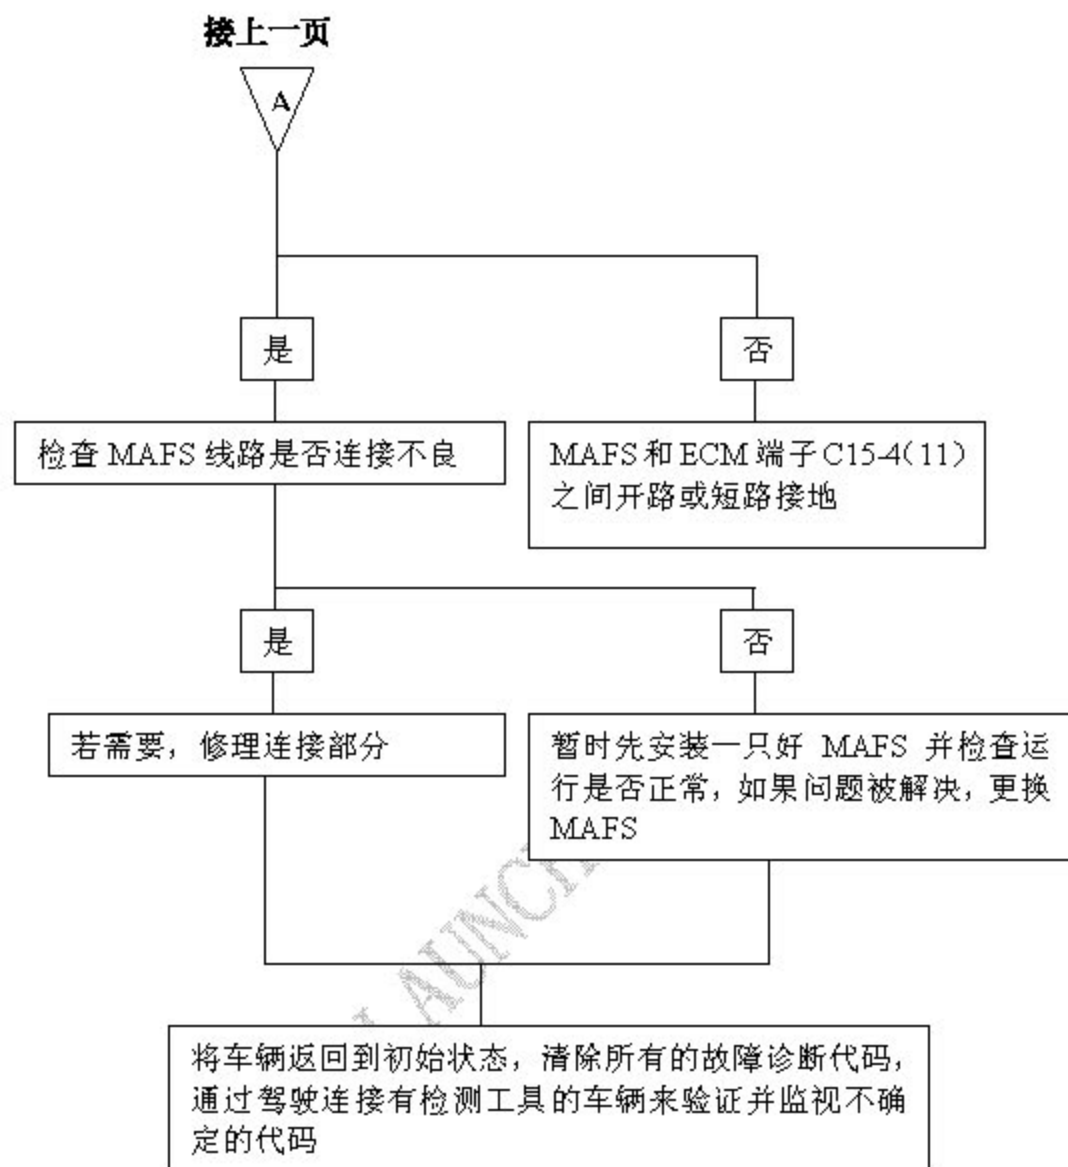 接上一页
A
是
否
检查 MAFS 线路是否连接不良
MAFS 和 ECM 端子 C15-4(11)
之间开路或短路接地
是
否
若需要，修理连接部分
暂时先安装一只好 MAFS 并检查运
行是否正常，如果问题被解决，更换
MAFS
LAUNCH
将车辆返回到初始状态，清除所有的故障诊断代码，
通过驾驶连接有检测工具的车辆来验证并监视不确
定的代码